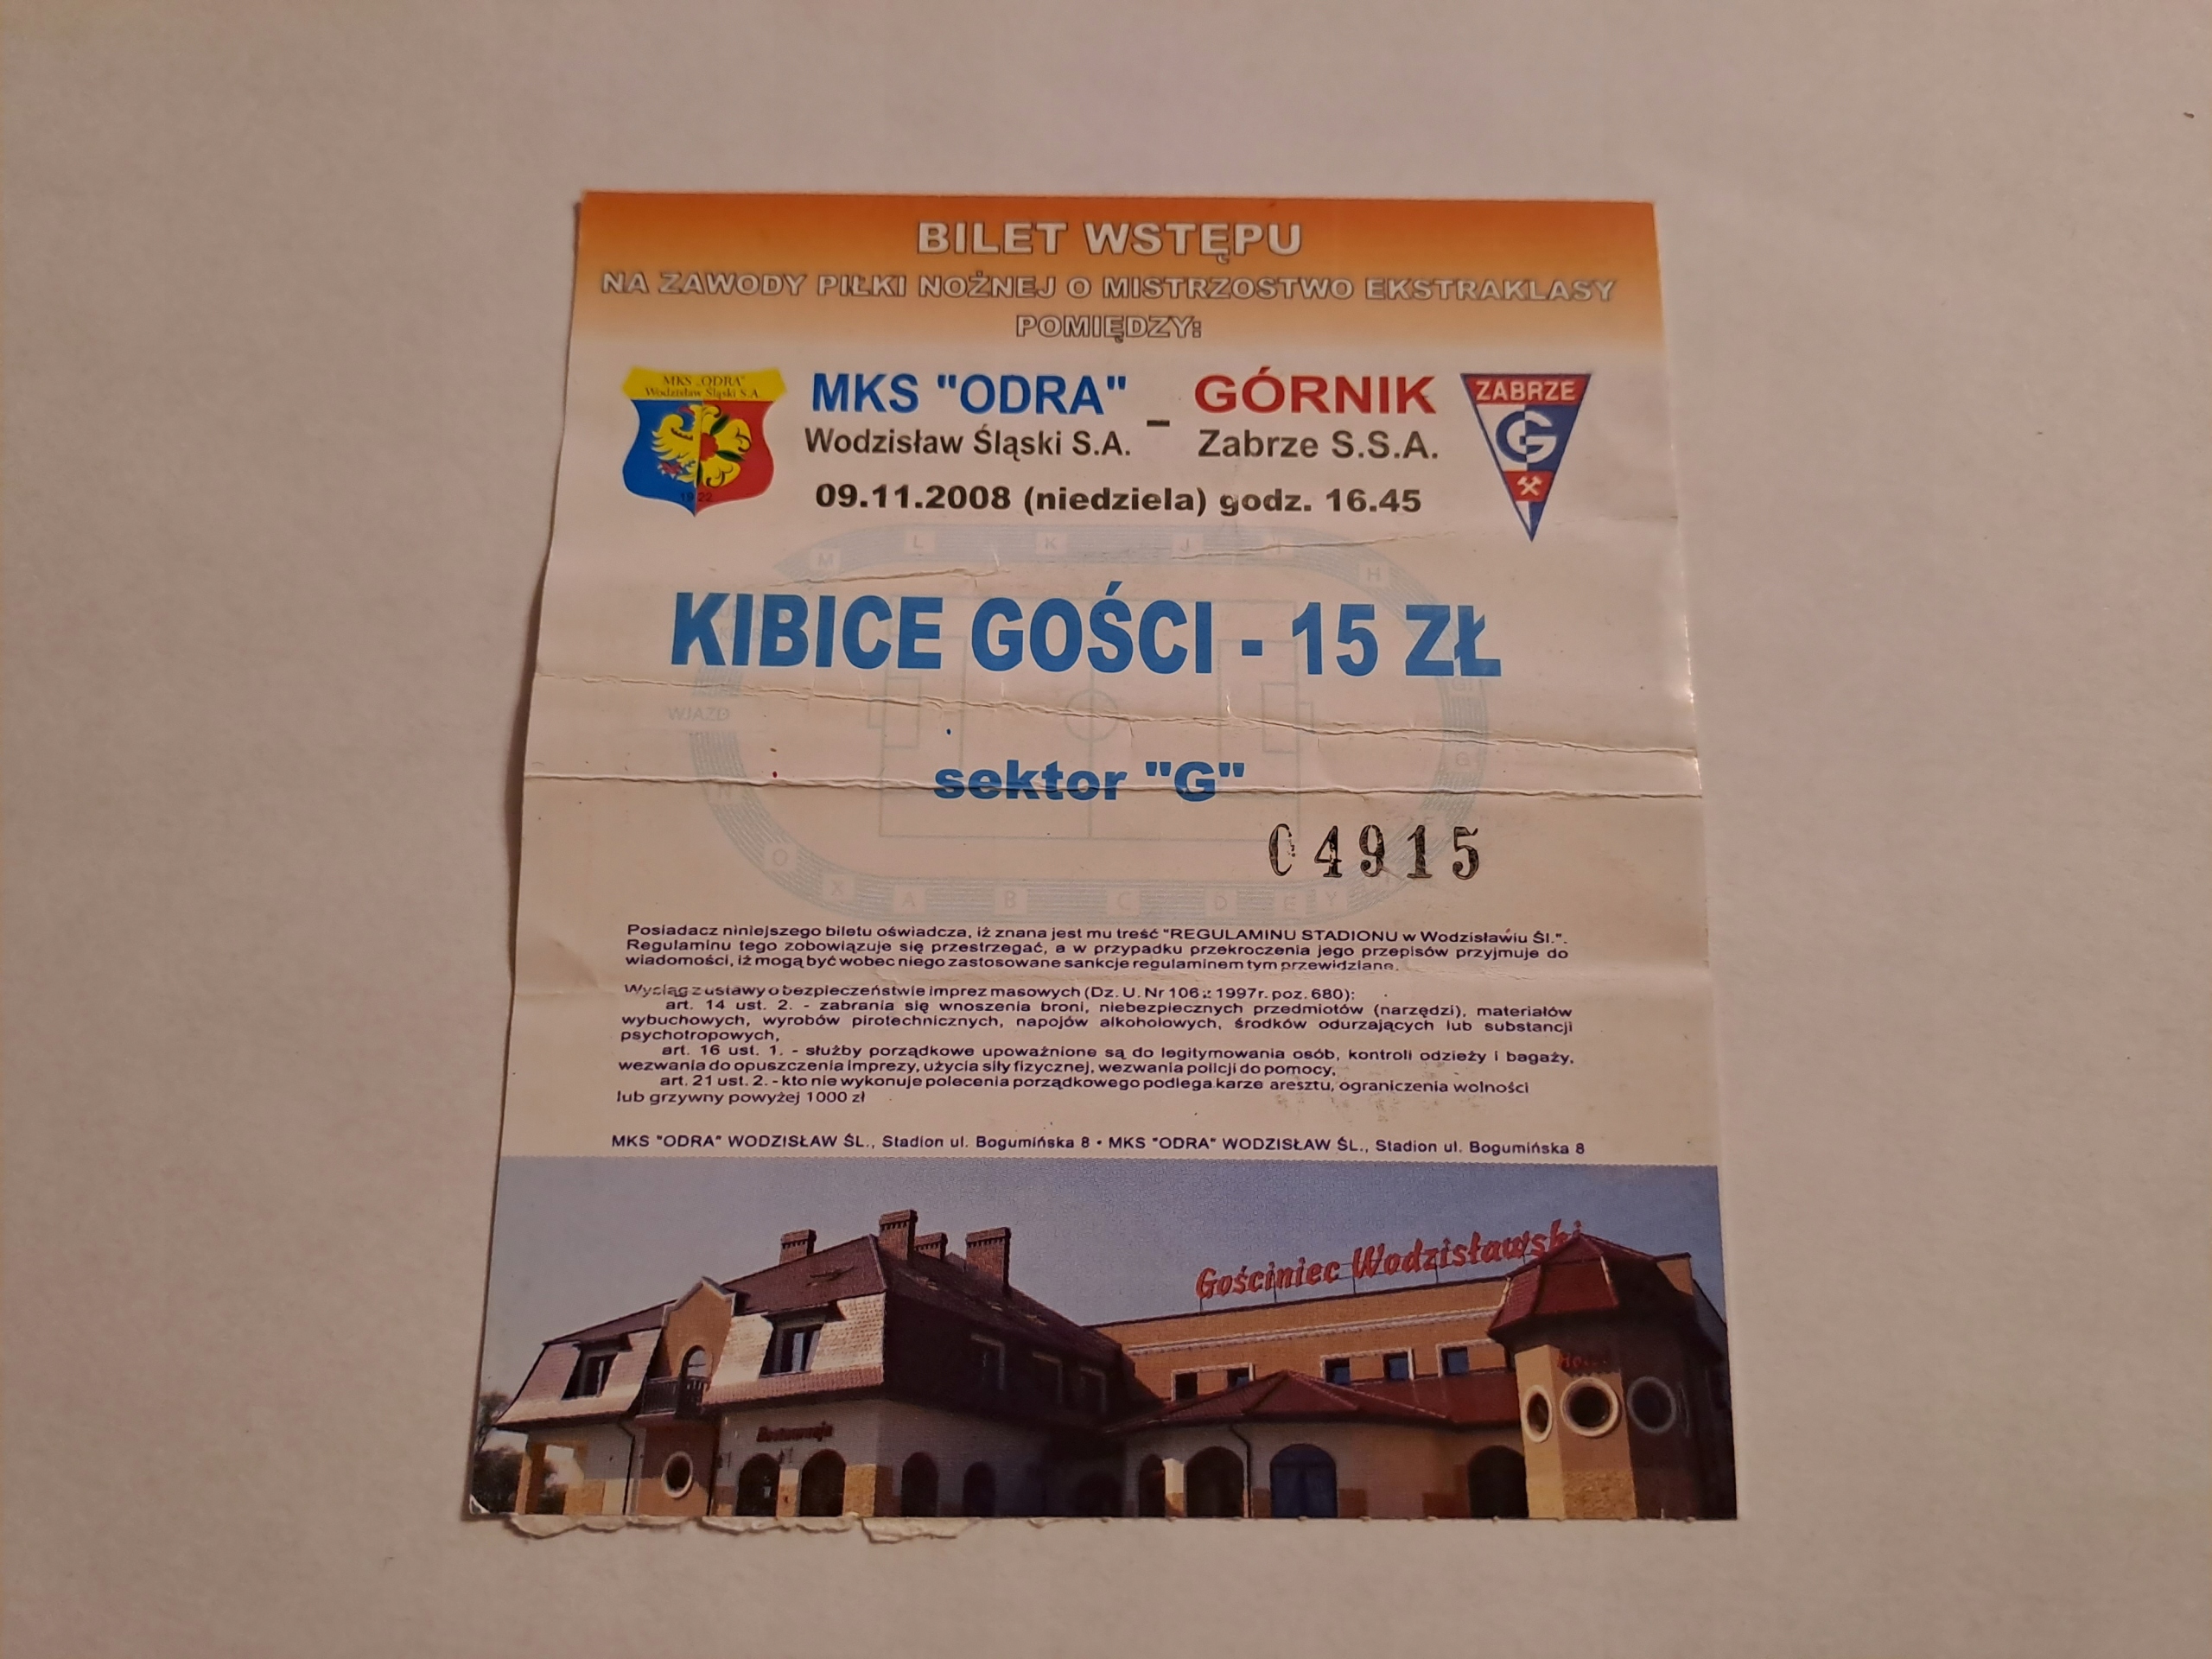 BILET WSTĘPU
NA ZAWODY PIŁKI NOŻNEJ O MISTRZOSTWO EKSTRAKLASY
POMIĘDZY:
MKS „ODRA"
Wodzisław Śląski S.A.
1922
MKS "ODRA" - GÓRNIK
Wodzisław Śląski S.A. Zabrze S.S.A.
ZABRZE
G
09.11.2008 (niedziela) godz. 16.45
M L K J I H
KIBICE GOŚCI - 15 ZŁ
WJAZD
G
G
sektor "G"
04915
O X A B C D E Y
Posiadacz niniejszego biletu oświadcza, iż znana jest mu treść "REGULAMINU STADIONU w Wodzisławiu Śl.".
Regulaminu tego zobowiązuje się przestrzegać, a w przypadku przekroczenia jego przepisów przyjmuje do
wiadomości, iż mogą być wobec niego zastosowane sankcje regulaminem tym przewidziane.
Wyciąg z ustawy o bezpieczeństwie imprez masowych (Dz. U. Nr 106 z 1997r. poz. 680):
art. 14 ust. 2. - zabrania się wnoszenia broni, niebezpiecznych przedmiotów (narzędzi), materiałów
wybuchowych, wyrobów pirotechnicznych, napojów alkoholowych, środków odurzających lub substancji
psychotropowych,
art. 16 ust. 1. - służby porządkowe upoważnione są do legitymowania osób, kontroli odzieży i bagaży,
wezwania do opuszczenia imprezy, użycia siły fizycznej, wezwania policji do pomocy,
art. 21 ust. 2. - kto nie wykonuje polecenia porządkowego podlega karze aresztu, ograniczenia wolności
lub grzywny powyżej 1000 zł
MKS "ODRA" WODZISŁAW ŚL., Stadion ul. Bogumińska 8 • MKS "ODRA" WODZISŁAW ŚL., Stadion ul. Bogumińska 8
Gościniec Wodzisławski
Hotel
Restauracja